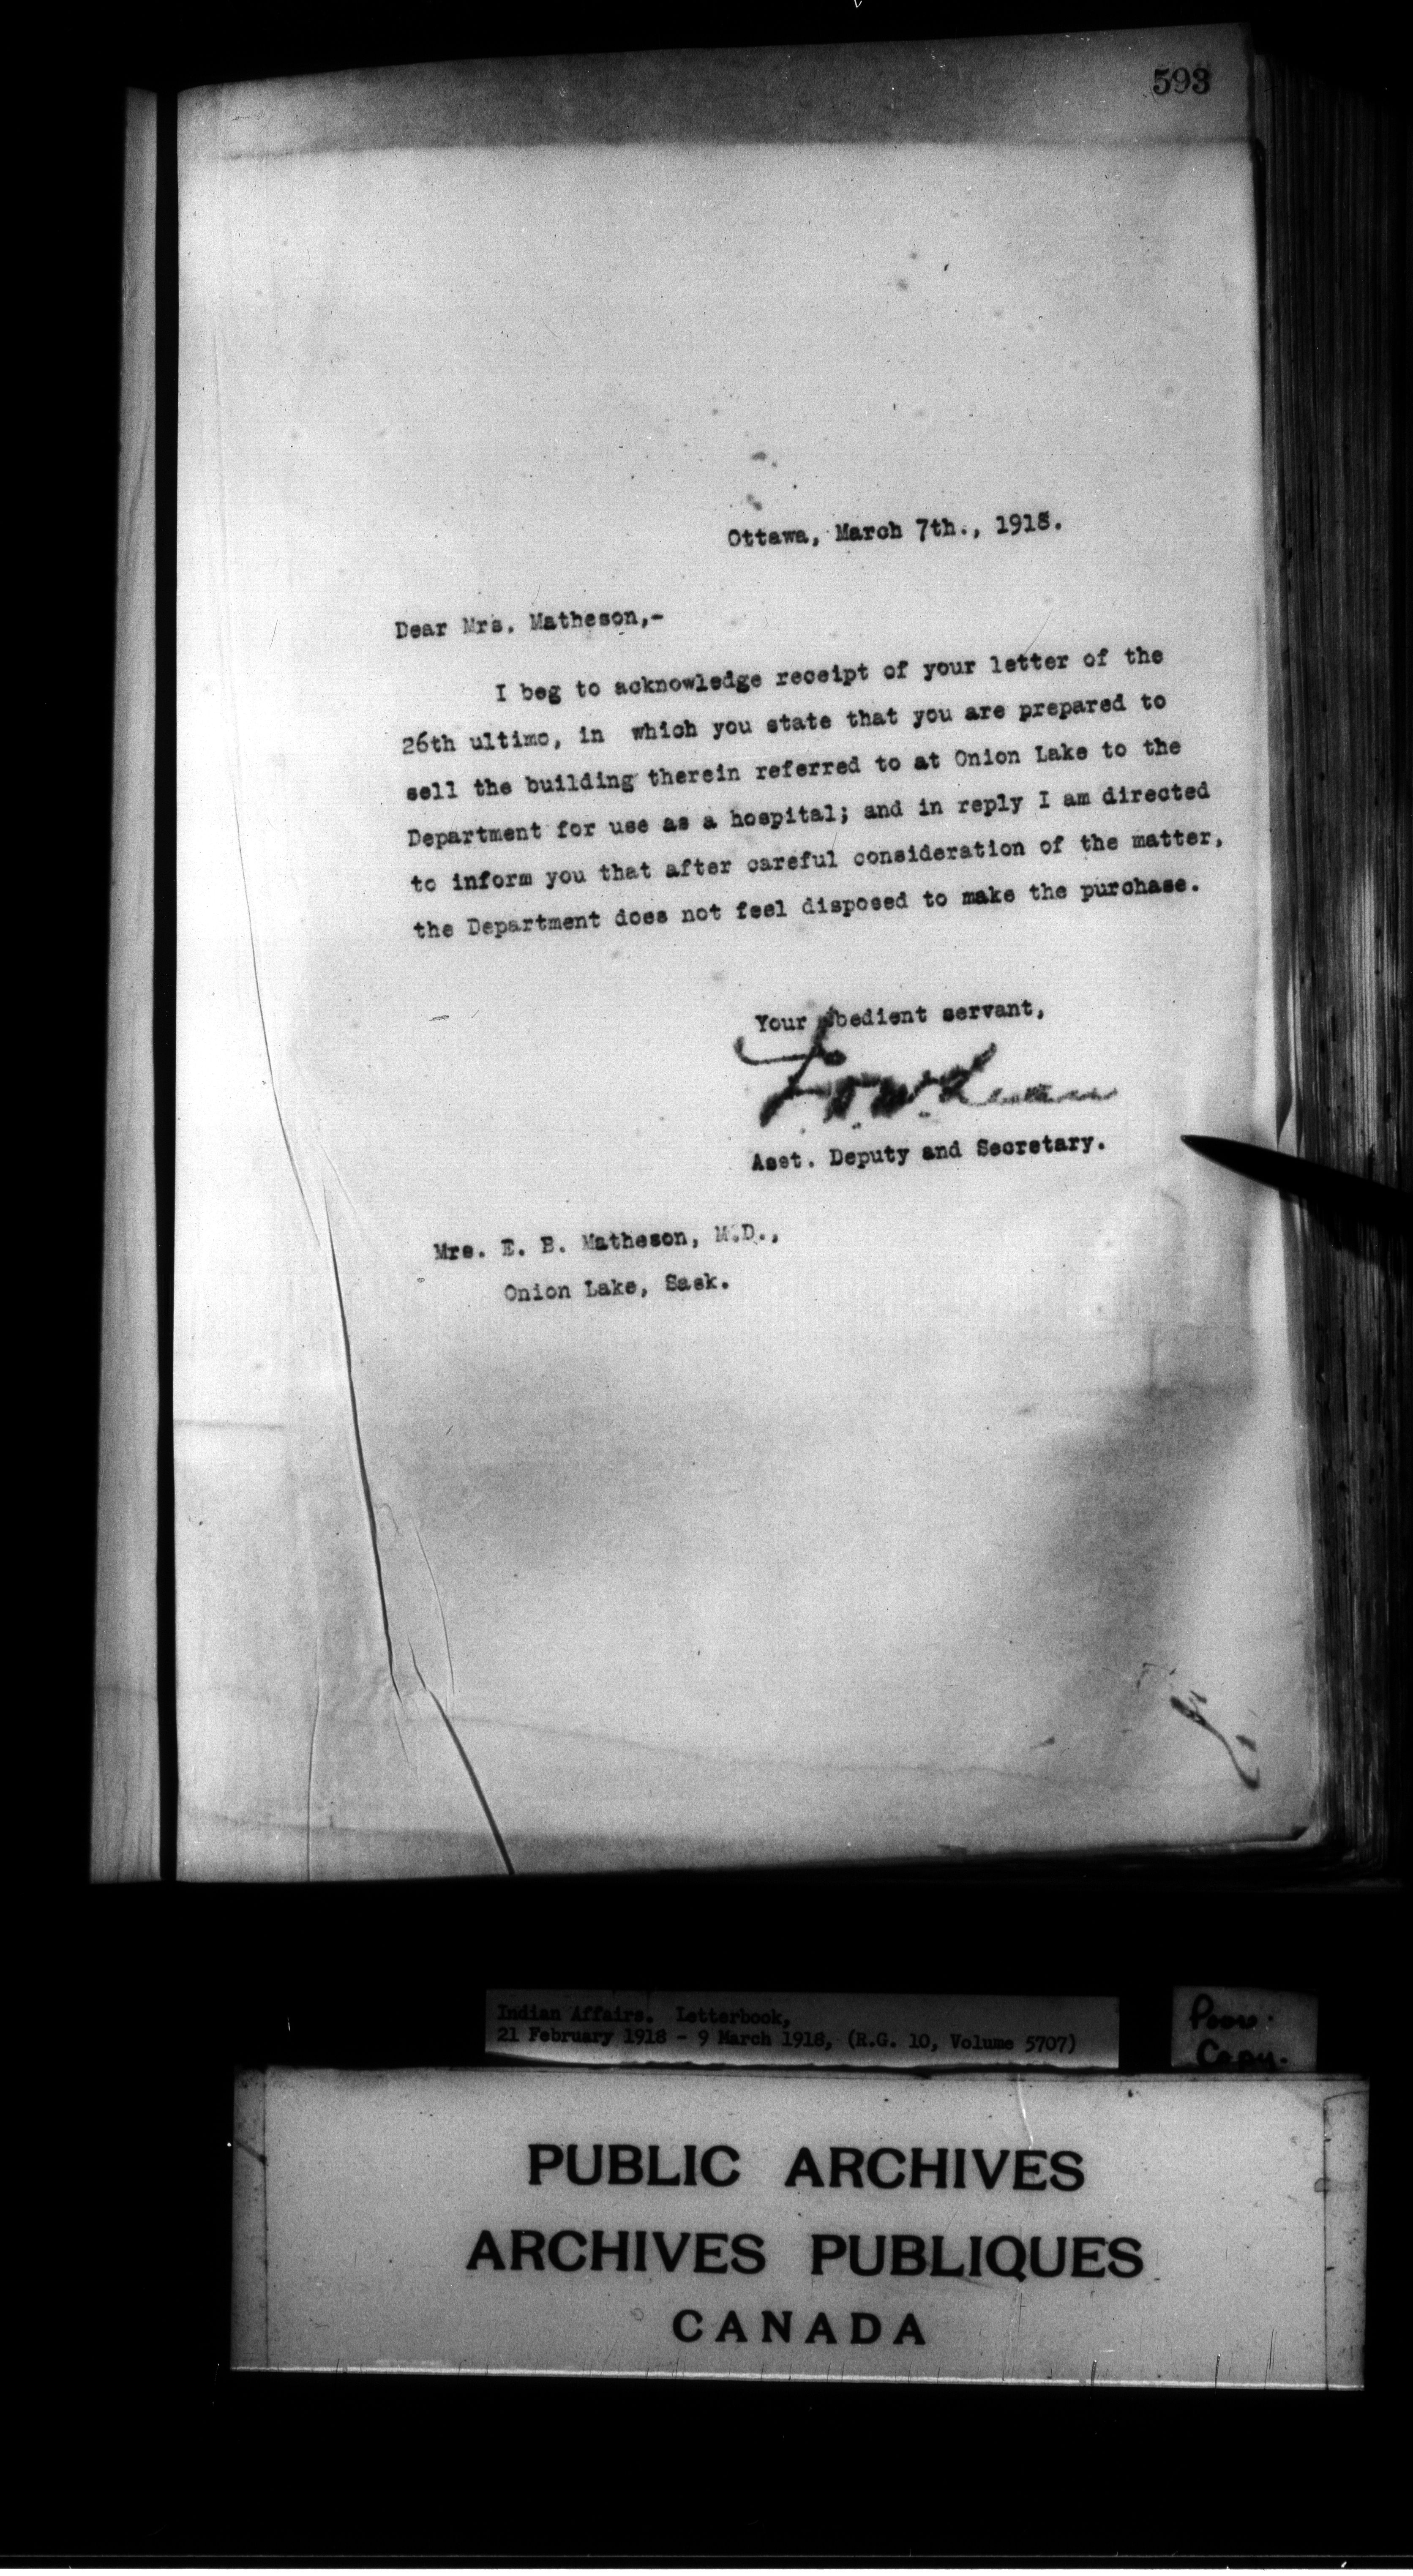 593
Ottawa, March 7th., 1918.
Dear Mrs. Matheson,-
I beg to acknowledge receipt of your letter of the
26th ultimo, in which you state that you are prepared to
sell the building therein referred to at Onion Lake to the
Department for use as a hospital; and in reply I am directed
to inform you that after careful consideration of the matter,
the Department does not feel disposed to make the purchase.
Your obedient servant,
Asst. Deputy and Secretary.
Mrs. E. B. Matheson, M.D.,
Onion Lake, Sask.
Indian Affairs. Letterbook,
21 February 1918 - 9 March 1918, (R.G. 10, Volume 5707)
Poor
Copy.
PUBLIC ARCHIVES
ARCHIVES PUBLIQUES
CANADA